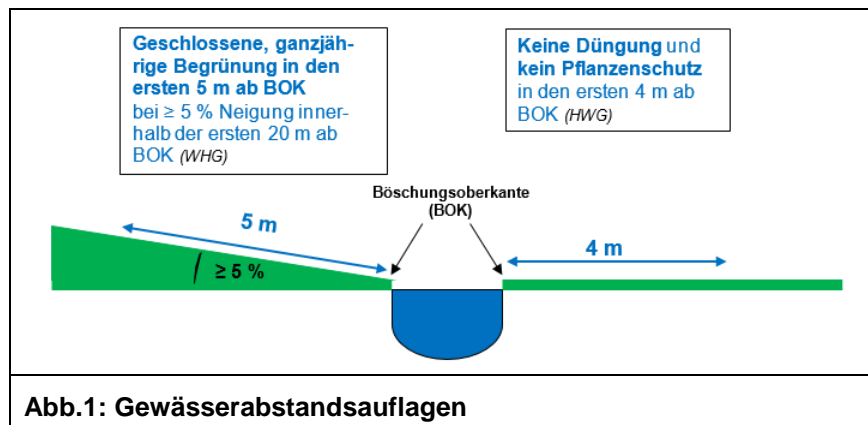 Geschlossene, ganzjäh-
rige Begrünung in den
ersten 5 m ab BOK
bei ≥ 5 % Neigung inner-
halb der ersten 20 m ab
BOK (WHG)
Keine Düngung und
kein Pflanzenschutz
in den ersten 4 m ab
BOK (HWG)
Böschungsoberkante
(BOK)
5 m
4 m
≥ 5 %
Abb.1: Gewässerabstandsauflagen